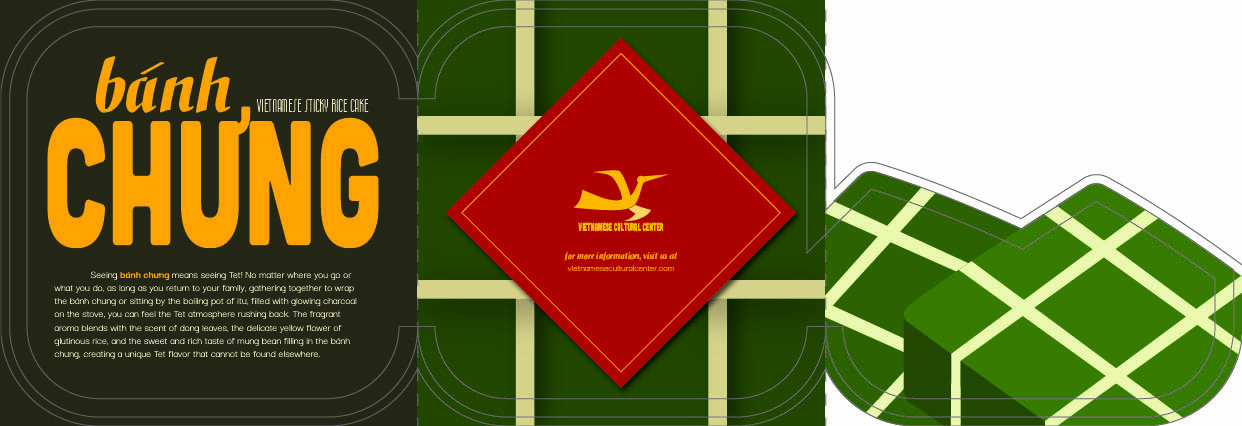 bánh
VIETNAMESE STICKY RICE CAKE
CHƯNG
Seeing bánh chưng means seeing Tet! No matter where you go or
what you do, as long as you return to your family, gathering together to wrap
the bánh chung or sitting by the boiling pot of itu, filled with glowing charcoal
on the stove, you can feel the Tet atmosphere rushing back. The fragrant
aroma blends with the scent of dong leaves, the delicate yellow flower of
glutinous rice, and the sweet and rich taste of mung bean filling in the bánh
chung, creating a unique Tet flavor that cannot be found elsewhere.
VIETNAMESE CULTURAL CENTER
for more information, visit us at
vietnameseculturalcenter.com